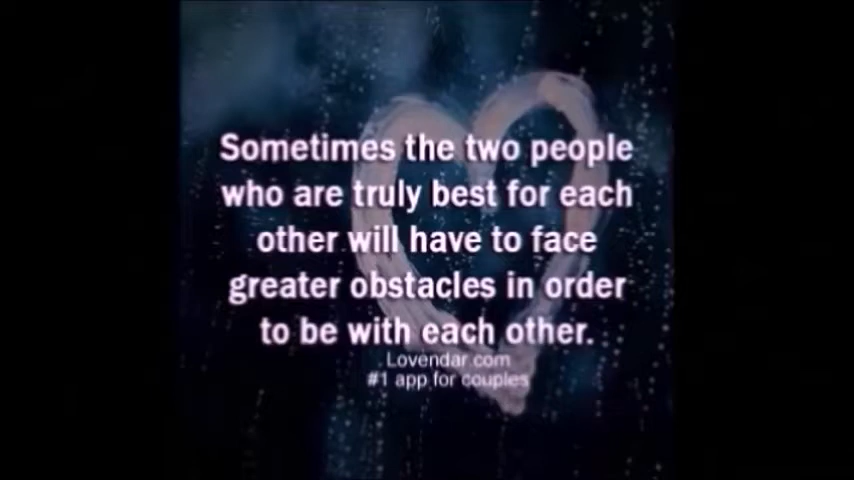 Sometimes the two people
who are truly best for each
other will have to face
greater obstacles in order
to be with each other.
Lovendar.com
#1 app for couples